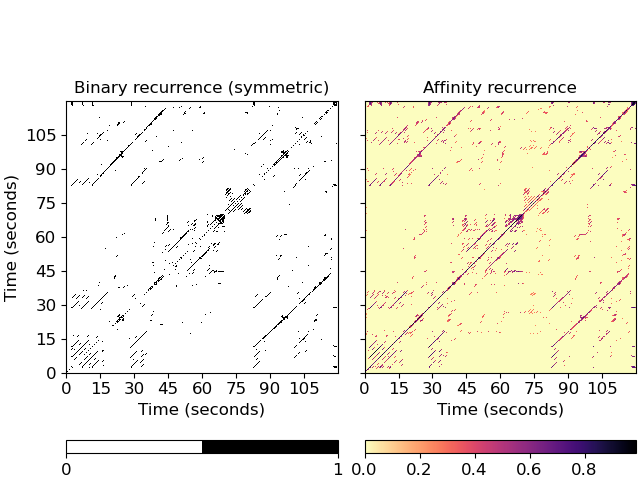 Binary recurrence (symmetric)
Affinity recurrence
Time (seconds)
105
90
75
60
45
30
15
0
0 15 30 45 60 75 90 105
0 15 30 45 60 75 90 105
Time (seconds)
Time (seconds)
0 1
0.0 0.2 0.4 0.6 0.8